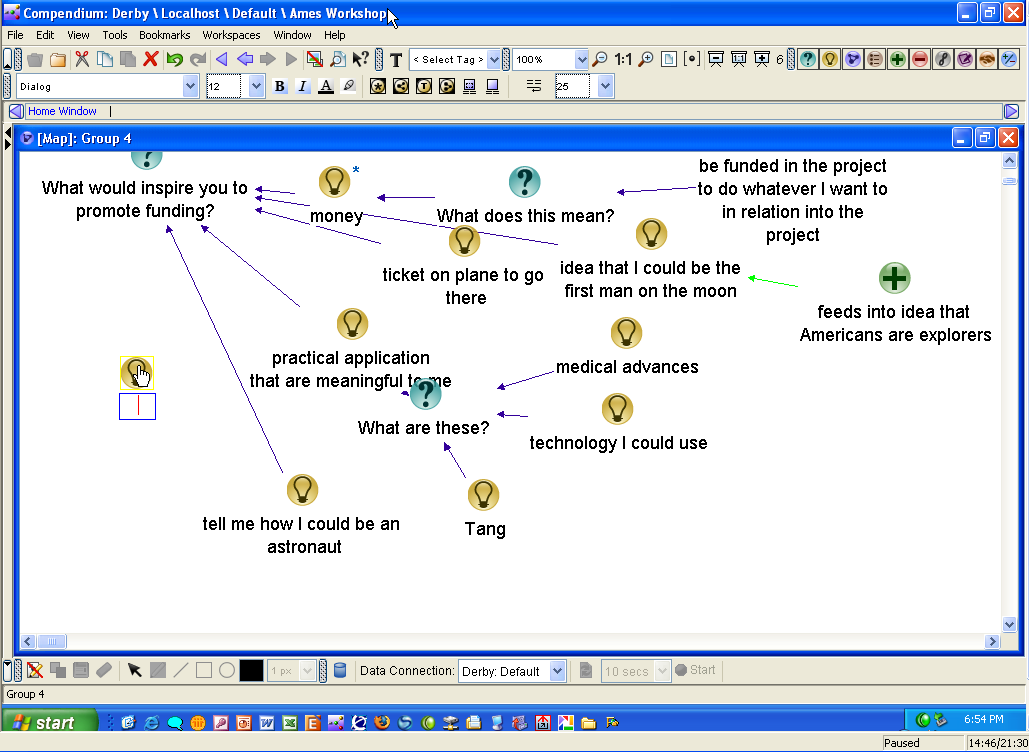 Compendium: Derby \ Localhost \ Default \ Ames Workshop
File Edit View Tools Bookmarks Workspaces Window Help
T < Select Tag > 100% 1:1 6
Dialog 12 B I A 25
Home Window
[Map]: Group 4
What would inspire you to
promote funding?
money
What does this mean?
be funded in the project
to do whatever I want to
in relation into the
project
ticket on plane to go
there
idea that I could be the
first man on the moon
feeds into idea that
Americans are explorers
practical application
that are meaningful to me
medical advances
What are these?
technology I could use
tell me how I could be an
astronaut
Tang
1 px Data Connection: Derby: Default 10 secs Start
Group 4
start
6:54 PM
Paused 14:46/21:30